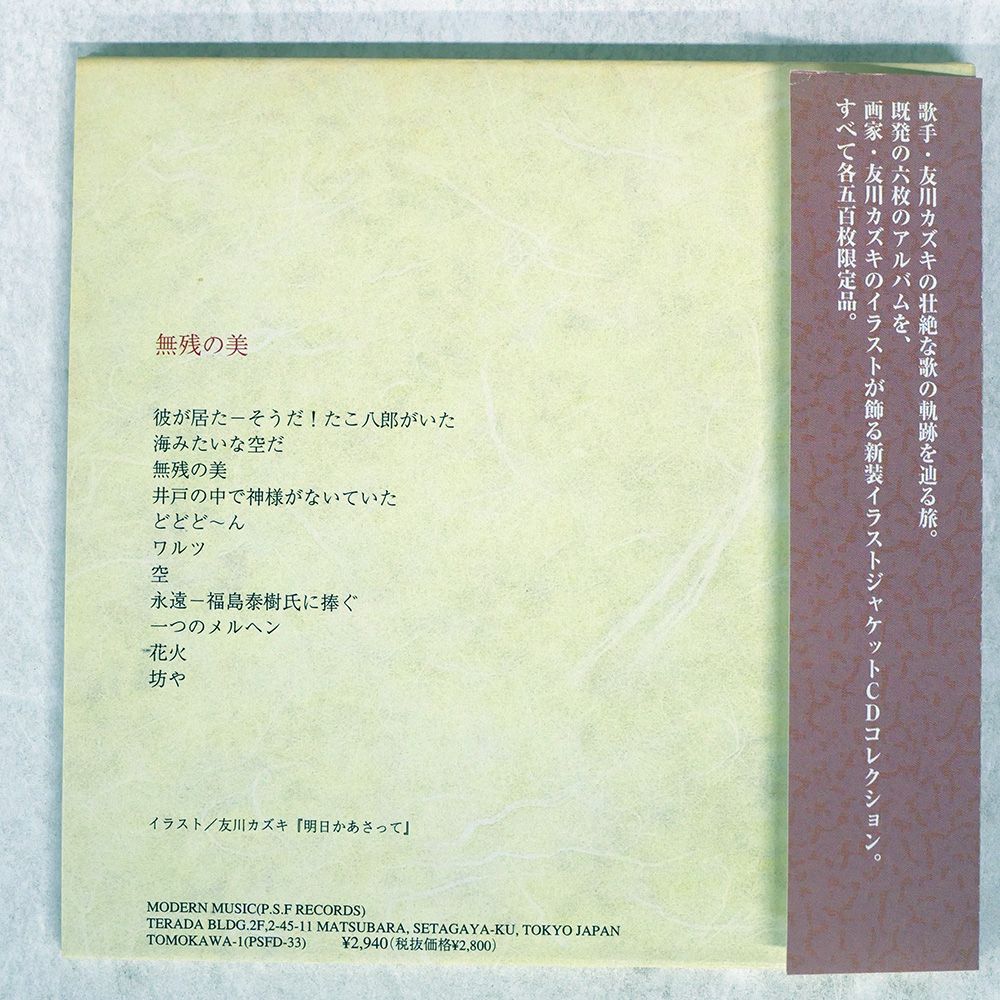 無残の美
彼が居た－そうだ！たこ八郎がいた
海みたいな空だ
無残の美
井戸の中で神様がないていた
どどど～ん
ワルツ
空
永遠－福島泰樹氏に捧ぐ
一つのメルヘン
花火
坊や
イラスト／友川カズキ『明日かあさって』
MODERN MUSIC(P.S.F RECORDS)
TERADA BLDG.2F,2-45-11 MATSUBARA, SETAGAYA-KU, TOKYO JAPAN
TOMOKAWA-1(PSFD-33) ¥2,940(税抜価格¥2,800)
歌手・友川カズキの壮絶な歌の軌跡を辿る旅。
既発の六枚のアルバムを、
画家・友川カズキのイラストが飾る新装イラストジャケットCDコレクション。
すべて各五百枚限定品。